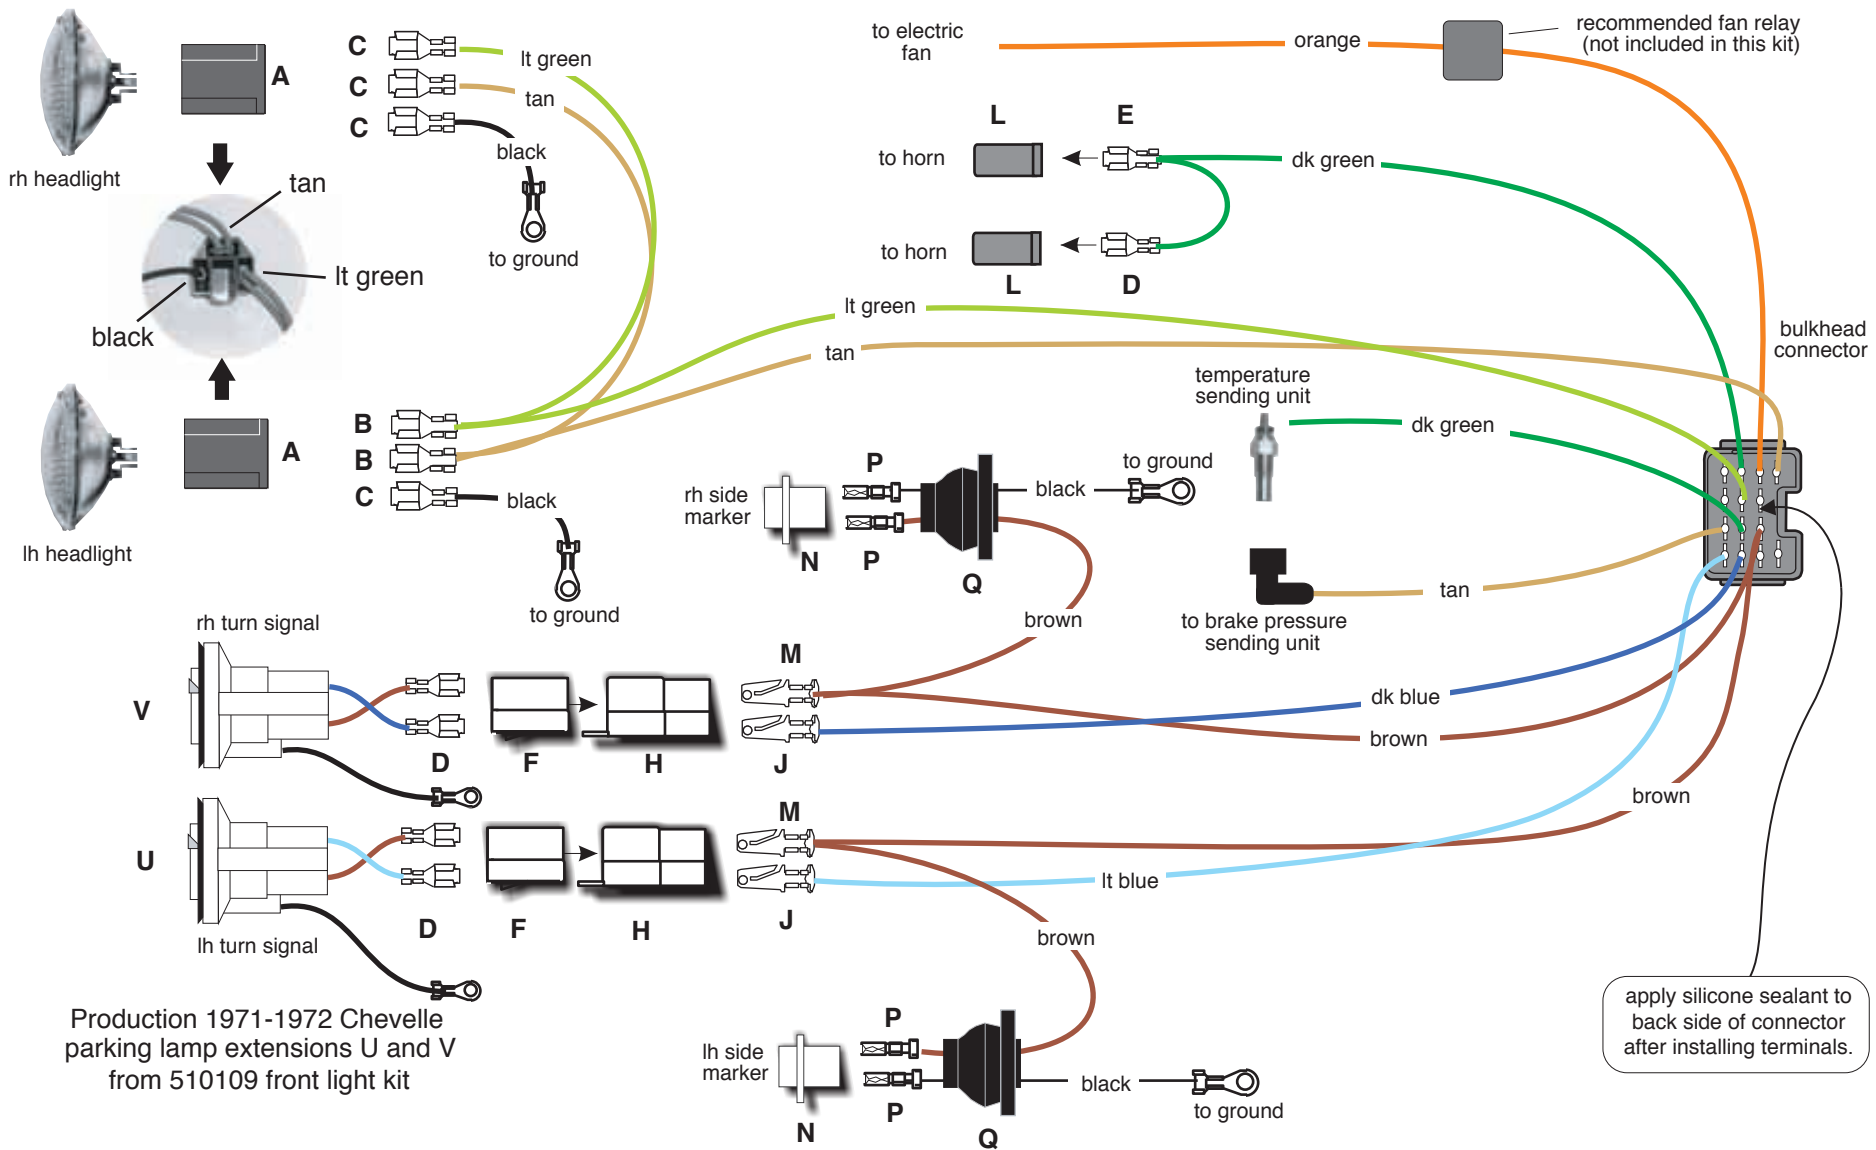 to electric
fan
orange
recommended fan relay
(not included in this kit)
C
lt green
A
C
tan
C
black
rh headlight
tan
to ground
lt green
black
L
E
to horn
dk green
to horn
L
D
lt green
tan
bulkhead
connector
temperature
sending unit
dk green
B
A
B
C
black
lh headlight
to ground
rh side
marker
P
to ground
black
N
P
Q
brown
tan
to brake pressure
sending unit
rh turn signal
M
V
dk blue
brown
D
F
H
J
M
brown
U
lt blue
D
F
H
J
lh turn signal
brown
Production 1971-1972 Chevelle
parking lamp extensions U and V
from 510109 front light kit
apply silicone sealant to
back side of connector
after installing terminals.
P
lh side
marker
black
to ground
P
N
Q